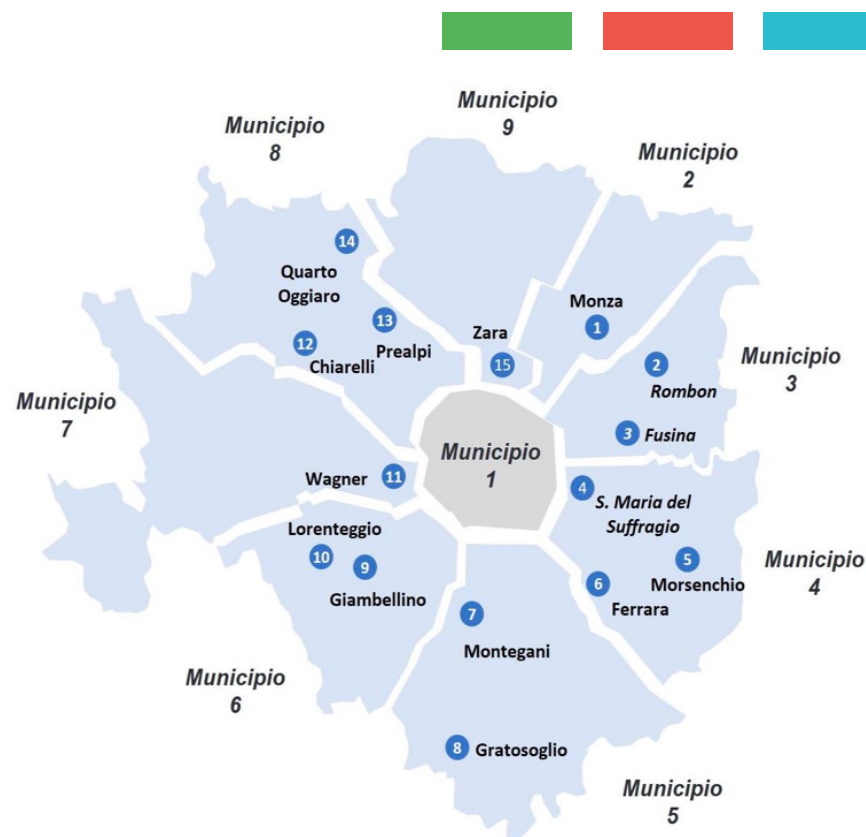 Municipio
9
Municipio
8
Municipio
2
14
Quarto
Oggiaro
Monza
1
13
Prealpi
Zara
15
12
Chiarelli
2
Rombon
Municipio
3
Municipio
7
3 Fusina
Municipio
1
Wagner 11
4
S. Maria del
Suffragio
Lorenteggio
10
9
Giambellino
5
Morsenchio
Municipio
4
6
Ferrara
7
Montegani
Municipio
6
8 Gratosoglio
Municipio
5